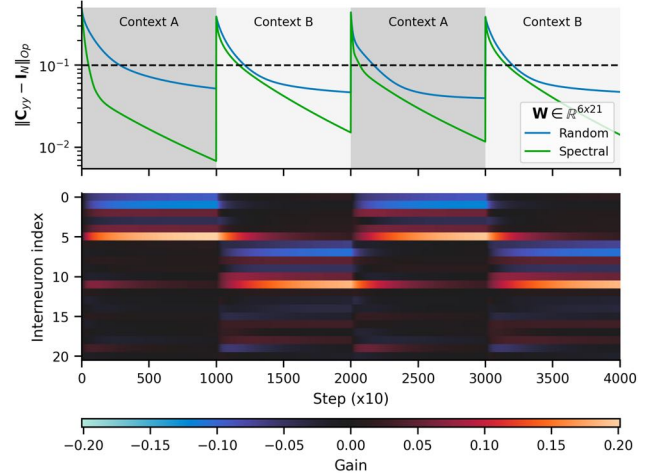 Context A
Context B
Context A
Context B
‖C_yy − I_N‖_Op
10⁻¹
10⁻²
W ∈ ℝ^6x21
Random
Spectral
Interneuron index
0
5
10
15
20
0
500
1000
1500
2000
2500
3000
3500
4000
Step (x10)
−0.20
−0.15
−0.10
−0.05
0.00
0.05
0.10
0.15
0.20
Gain